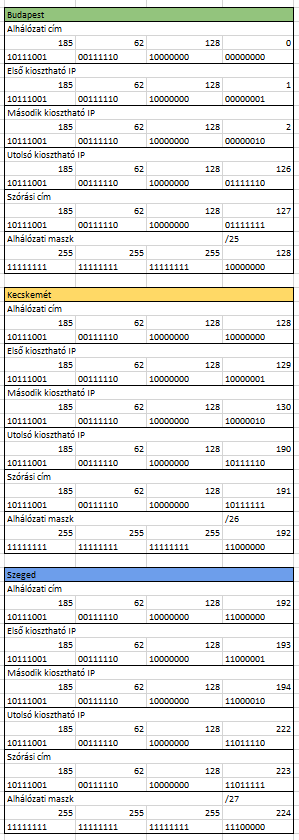 Budapest
Alhálózati cím
185 62 128 0
10111001 00111110 10000000 00000000
Első kiosztható IP
185 62 128 1
10111001 00111110 10000000 00000001
Második kiosztható IP
185 62 128 2
10111001 00111110 10000000 00000010
Utolsó kiosztható IP
185 62 128 126
10111001 00111110 10000000 01111110
Szórási cím
185 62 128 127
10111001 00111110 10000000 01111111
Alhálózati maszk /25
255 255 255 128
11111111 11111111 11111111 10000000
Kecskemét
Alhálózati cím
185 62 128 128
10111001 00111110 10000000 10000000
Első kiosztható IP
185 62 128 129
10111001 00111110 10000000 10000001
Második kiosztható IP
185 62 128 130
10111001 00111110 10000000 10000010
Utolsó kiosztható IP
185 62 128 190
10111001 00111110 10000000 10111110
Szórási cím
185 62 128 191
10111001 00111110 10000000 10111111
Alhálózati maszk /26
255 255 255 192
11111111 11111111 11111111 11000000
Szeged
Alhálózati cím
185 62 128 192
10111001 00111110 10000000 11000000
Első kiosztható IP
185 62 128 193
10111001 00111110 10000000 11000001
Második kiosztható IP
185 62 128 194
10111001 00111110 10000000 11000010
Utolsó kiosztható IP
185 62 128 222
10111001 00111110 10000000 11011110
Szórási cím
185 62 128 223
10111001 00111110 10000000 11011111
Alhálózati maszk /27
255 255 255 224
11111111 11111111 11111111 11100000